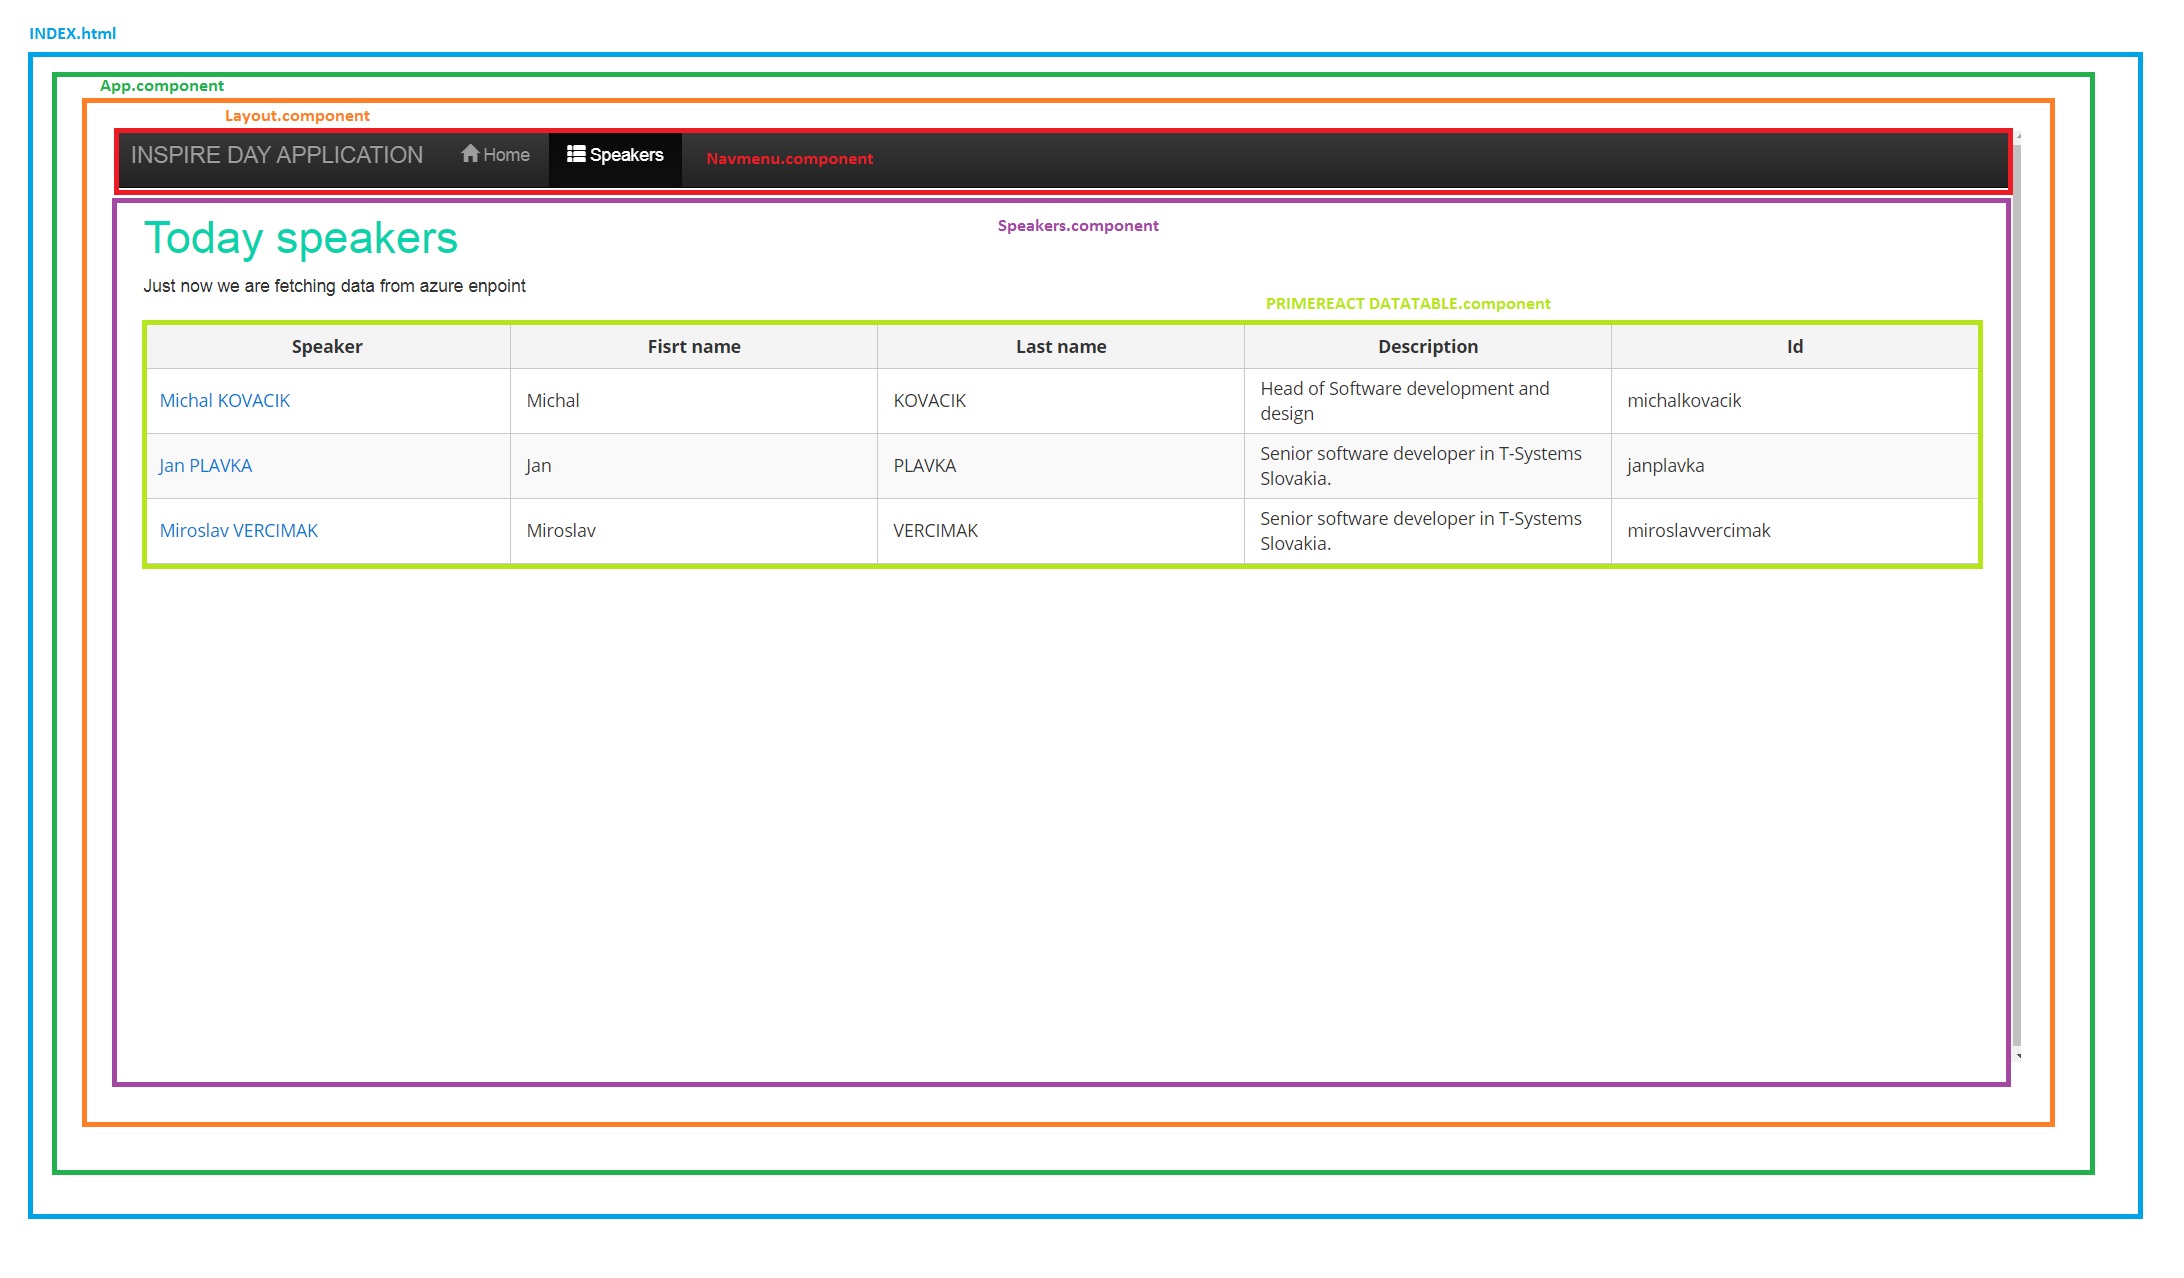 INDEX.html
App.component
Layout.component
INSPIRE DAY APPLICATION Home Speakers Navmenu.component
Speakers.component
Today speakers
Just now we are fetching data from azure enpoint
PRIMEREACT DATATABLE.component
Speaker Fisrt name Last name Description Id
Michal KOVACIK Michal KOVACIK Head of Software development and design michalkovacik
Jan PLAVKA Jan PLAVKA Senior software developer in T-Systems Slovakia. janplavka
Miroslav VERCIMAK Miroslav VERCIMAK Senior software developer in T-Systems Slovakia. miroslavvercimak